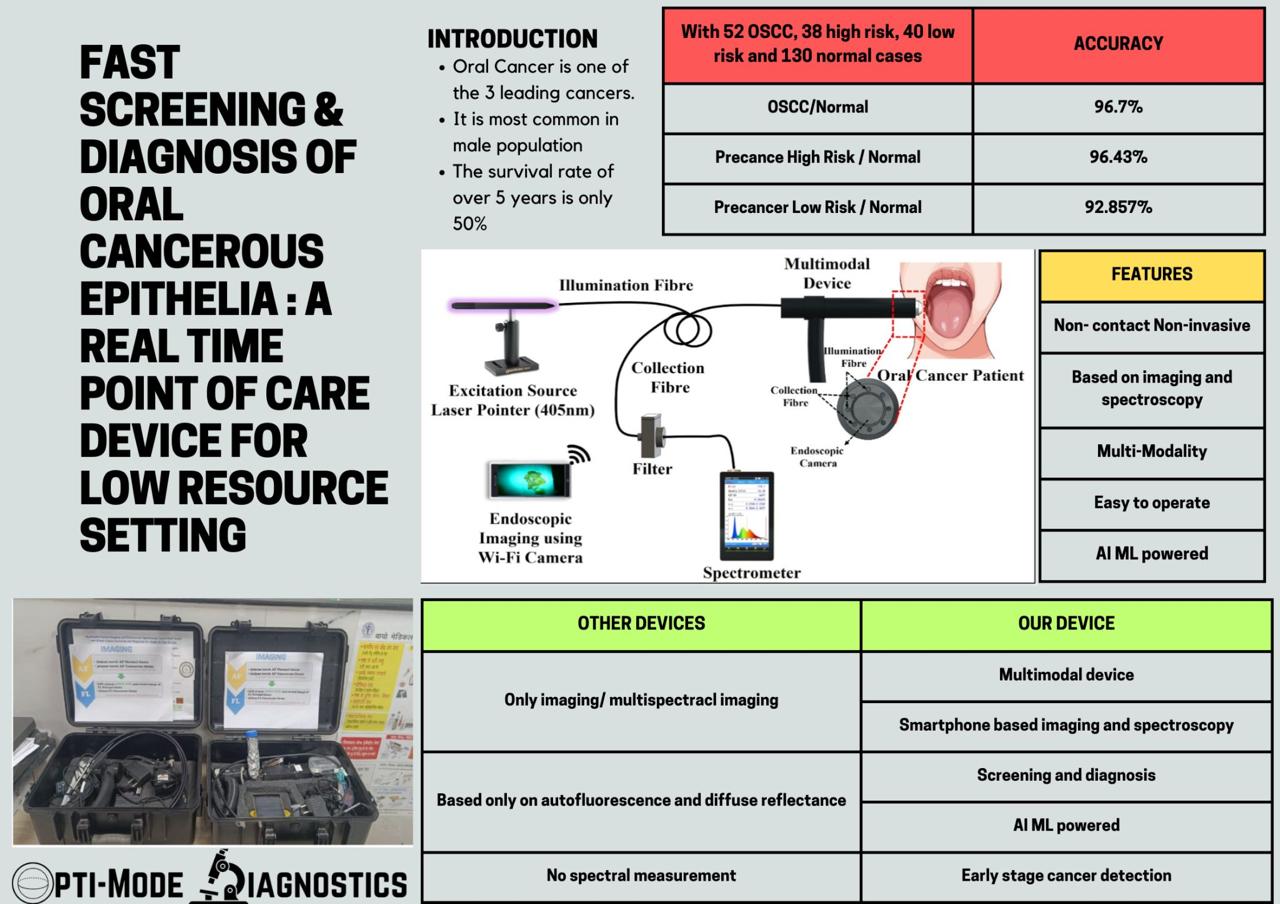 FAST
SCREENING &
DIAGNOSIS OF
ORAL
CANCEROUS
EPITHELIA : A
REAL TIME
POINT OF CARE
DEVICE FOR
LOW RESOURCE
SETTING
INTRODUCTION
• Oral Cancer is one of
the 3 leading cancers.
• It is most common in
male population
• The survival rate of
over 5 years is only
50%
With 52 OSCC, 38 high risk, 40 low
risk and 130 normal cases
ACCURACY
OSCC/Normal
96.7%
Precance High Risk / Normal
96.43%
Precancer Low Risk / Normal
92.857%
Illumination Fibre
Multimodal
Device
Excitation Source
Laser Pointer (405nm)
Collection
Fibre
Illumination
Fibre
Oral Cancer Patient
Collection
Fibre
Endoscopic
Camera
Filter
Endoscopic
Imaging using
Wi-Fi Camera
Spectrometer
FEATURES
Non- contact Non-invasive
Based on imaging and
spectroscopy
Multi-Modality
Easy to operate
AI ML powered
IMAGING
AF
FL
IMAGING
AF
FL
OTHER DEVICES
OUR DEVICE
Only imaging/ multispectracl imaging
Multimodal device
Smartphone based imaging and spectroscopy
Based only on autofluorescence and diffuse reflectance
Screening and diagnosis
AI ML powered
No spectral measurement
Early stage cancer detection
OPTI-MODE DIAGNOSTICS